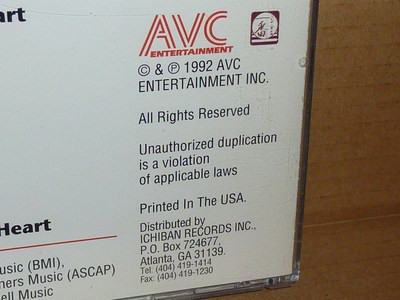 art
AVC
ENTERTAINMENT
© & ℗ 1992 AVC
ENTERTAINMENT INC.
All Rights Reserved
Unauthorized duplication
is a violation
of applicable laws
Printed In The USA.
Heart
Distributed by
ICHIBAN RECORDS INC.,
P.O. Box 724677,
Atlanta, GA 31139.
Tel: (404) 419-1414
Fax: (404) 419-1230
usic (BMI),
ners Music (ASCAP)
ell Music